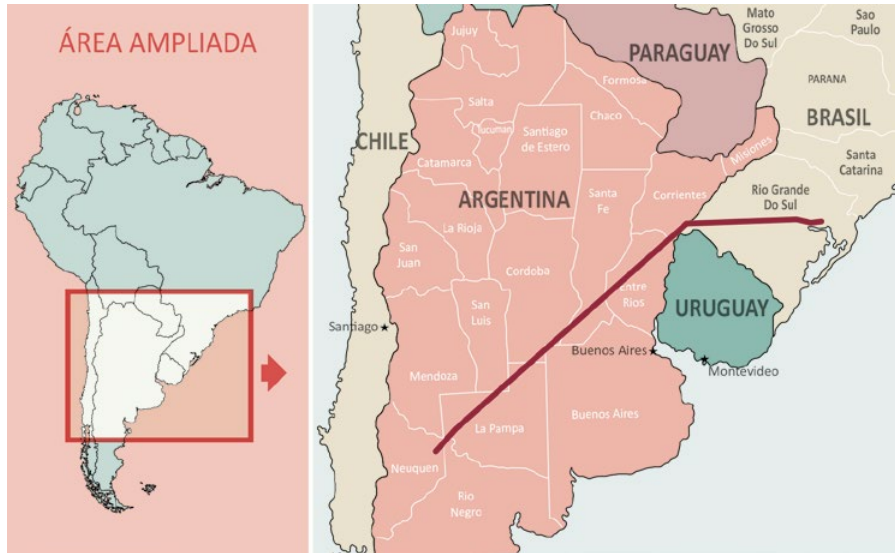 ÁREA AMPLIADA
Mato
Grosso
Do Sul
Sao
Paulo
Jujuy
PARAGUAY
Formosa
PARANA
Salta
Chaco
BRASIL
CHILE
Tucuman
Santiago
de Estero
Misiones
Catamarca
Santa
Catarina
ARGENTINA
Santa
Fe
Corrientes
Rio Grande
Do Sul
La Rioja
San
Juan
Cordoba
Entre
Rios
San
Luis
URUGUAY
Santiago
Buenos Aires
Montevideo
Mendoza
La Pampa
Buenos Aires
Neuquen
Rio
Negro